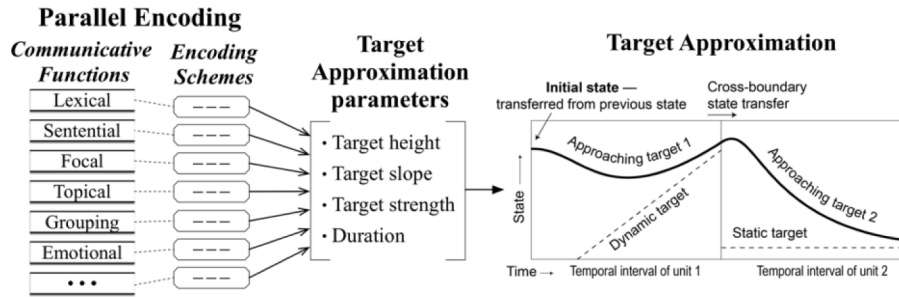 Parallel Encoding
Communicative
Functions
Encoding
Schemes
Lexical
Sentential
Focal
Topical
Grouping
Emotional
• • •
Target
Approximation
parameters
• Target height
• Target slope
• Target strength
• Duration
Target Approximation
Initial state —
transferred from previous state
Cross-boundary
state transfer
Approaching target 1
Approaching target 2
Dynamic target
Static target
State →
Time →
Temporal interval of unit 1
Temporal interval of unit 2